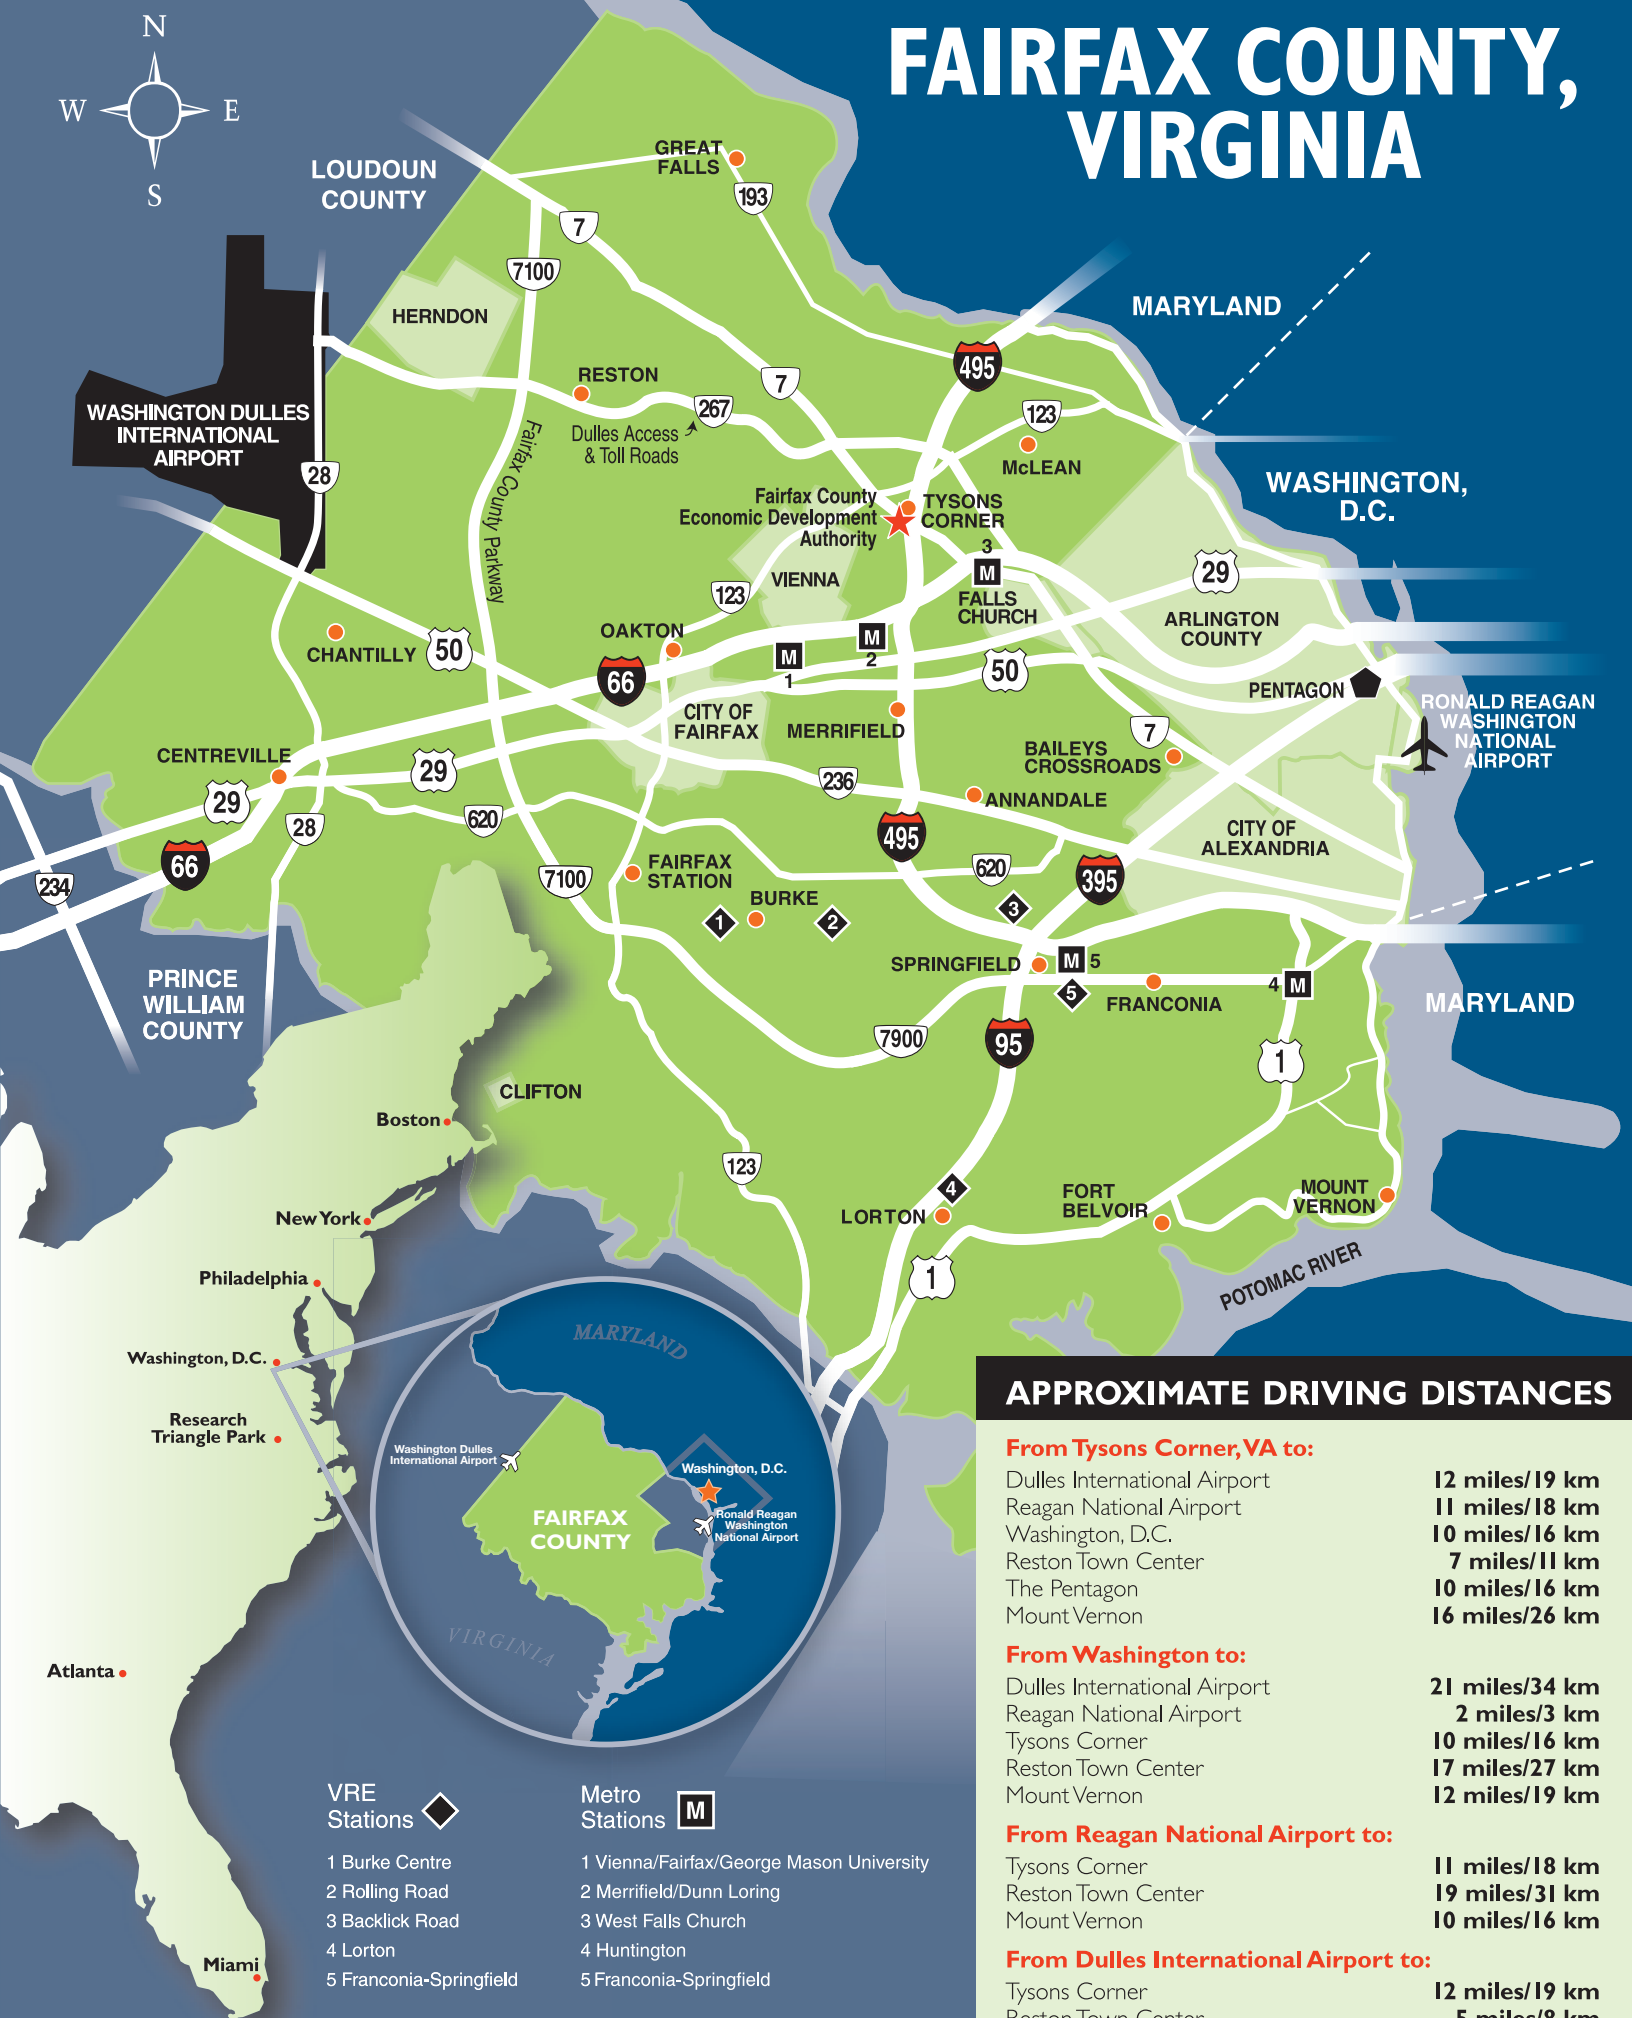 FAIRFAX COUNTY,
VIRGINIA
N
W
E
S
LOUDOUN
COUNTY
GREAT
FALLS
193
7
7100
HERNDON
MARYLAND
495
RESTON
7
267
123
Dulles Access
& Toll Roads
McLEAN
WASHINGTON DULLES
INTERNATIONAL
AIRPORT
28
Fairfax County Parkway
WASHINGTON,
D.C.
Fairfax County
Economic Development
Authority
TYSONS
CORNER
3
M
FALLS
CHURCH
29
VIENNA
123
ARLINGTON
COUNTY
OAKTON
CHANTILLY
50
M
2
M
1
66
50
PENTAGON
RONALD REAGAN
WASHINGTON
NATIONAL
AIRPORT
CITY OF
FAIRFAX
MERRIFIELD
7
BAILEYS
CROSSROADS
CENTREVILLE
29
29
236
ANNANDALE
28
620
495
CITY OF
ALEXANDRIA
66
234
7100
FAIRFAX
STATION
620
395
BURKE
1
2
3
SPRINGFIELD
M
5
5
FRANCONIA
4
M
MARYLAND
PRINCE
WILLIAM
COUNTY
7900
95
1
CLIFTON
Boston
123
4
LORTON
FORT
BELVOIR
MOUNT
VERNON
POTOMAC RIVER
1
New York
Philadelphia
Washington, D.C.
Research
Triangle Park
Atlanta
Miami
MARYLAND
Washington Dulles
International Airport
Washington, D.C.
FAIRFAX
COUNTY
Ronald Reagan
Washington
National Airport
VIRGINIA
VRE
Stations
1 Burke Centre
2 Rolling Road
3 Backlick Road
4 Lorton
5 Franconia-Springfield
Metro
Stations
M
1 Vienna/Fairfax/George Mason University
2 Merrifield/Dunn Loring
3 West Falls Church
4 Huntington
5 Franconia-Springfield
APPROXIMATE DRIVING DISTANCES
From Tysons Corner, VA to:
Dulles International Airport 12 miles/19 km
Reagan National Airport 11 miles/18 km
Washington, D.C. 10 miles/16 km
Reston Town Center 7 miles/11 km
The Pentagon 10 miles/16 km
Mount Vernon 16 miles/26 km
From Washington to:
Dulles International Airport 21 miles/34 km
Reagan National Airport 2 miles/3 km
Tysons Corner 10 miles/16 km
Reston Town Center 17 miles/27 km
Mount Vernon 12 miles/19 km
From Reagan National Airport to:
Tysons Corner 11 miles/18 km
Reston Town Center 19 miles/31 km
Mount Vernon 10 miles/16 km
From Dulles International Airport to:
Tysons Corner 12 miles/19 km
Reston Town Center 5 miles/8 km